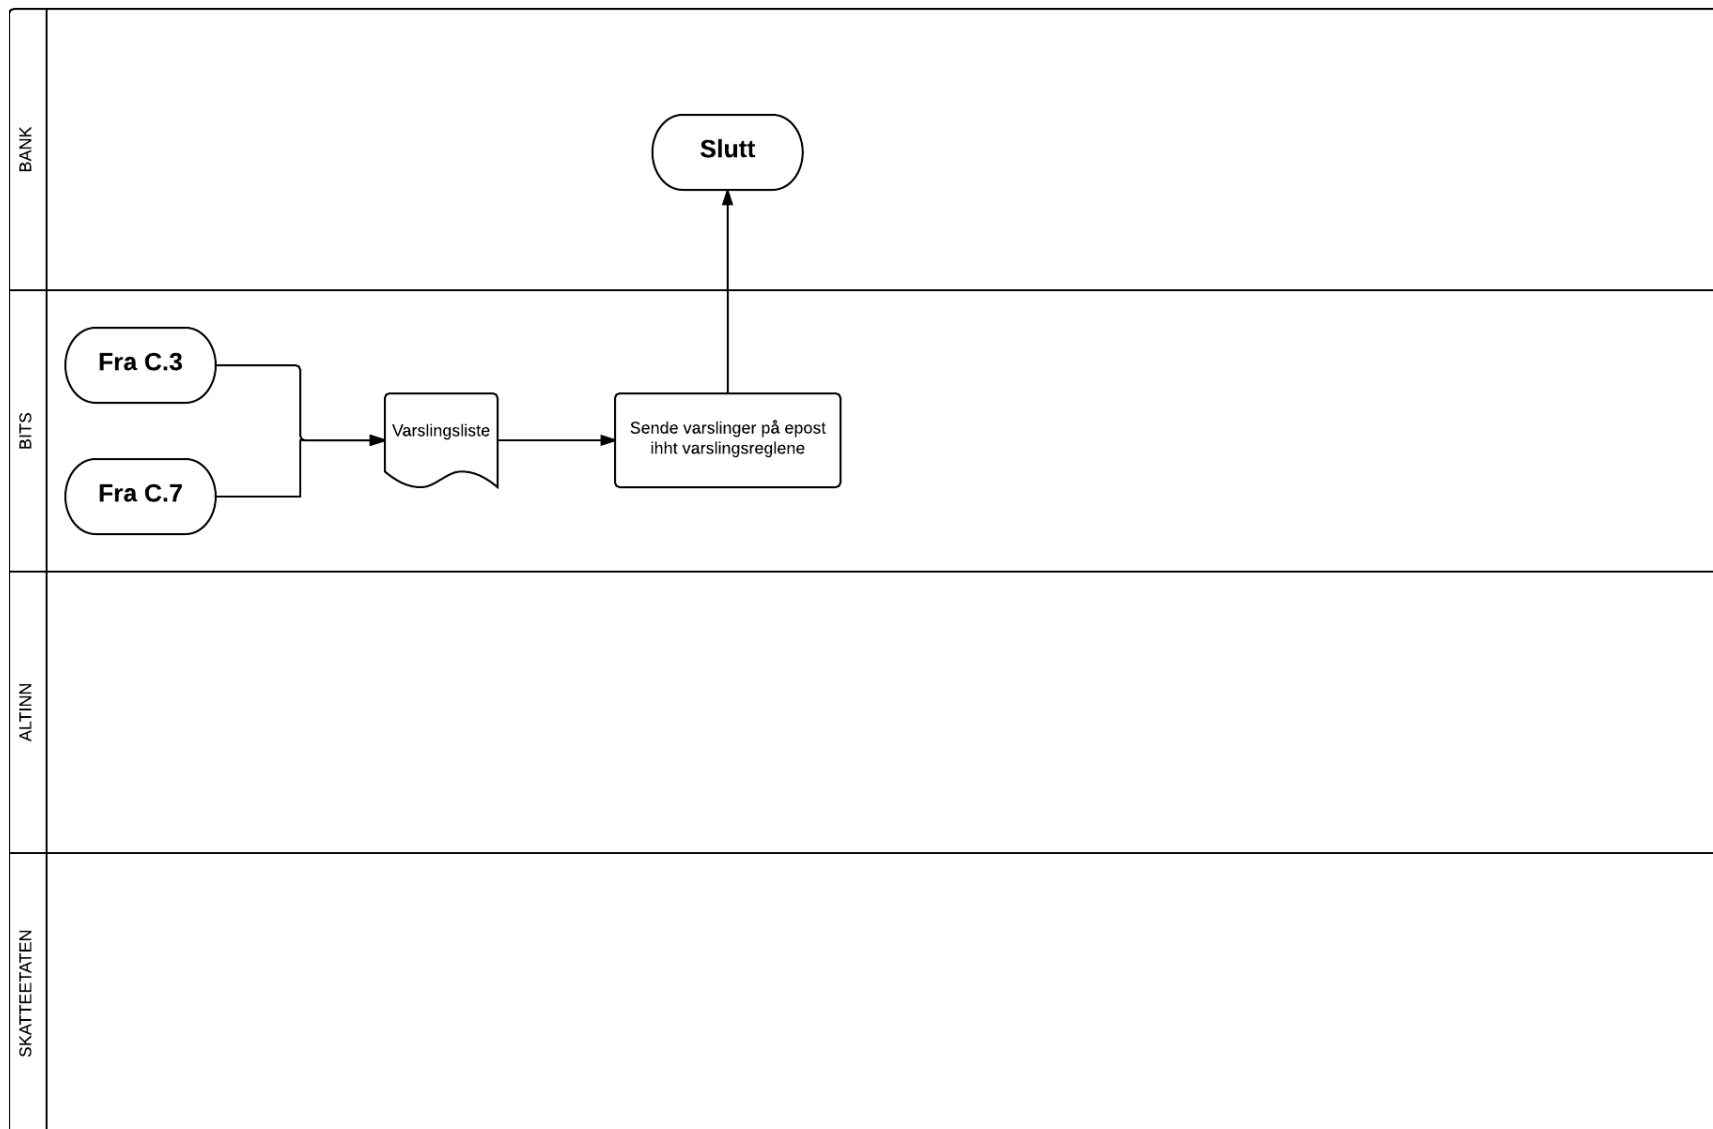 BANK
Slutt
BITS
Fra C.3
Fra C.7
Varslingsliste
Sende varslinger på epost
ihht varslingsreglene
ALTINN
SKATTEETATEN